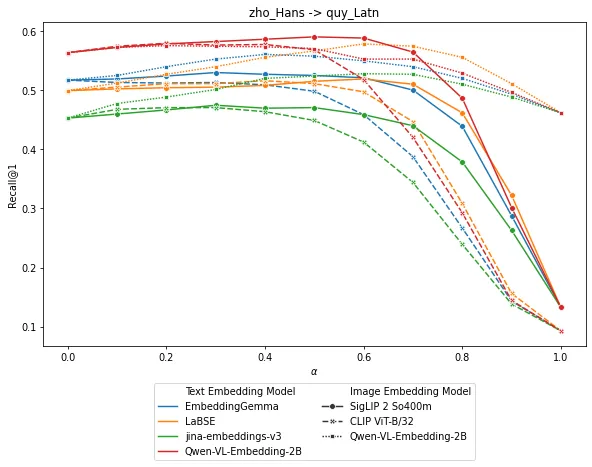 zho_Hans -> quy_Latn
0.6
0.5
0.4
0.3
0.2
0.1
Recall@1
0.0 0.2 0.4 0.6 0.8 1.0
α
Text Embedding Model Image Embedding Model
EmbeddingGemma SigLIP 2 So400m
LaBSE CLIP ViT-B/32
jina-embeddings-v3 Qwen-VL-Embedding-2B
Qwen-VL-Embedding-2B